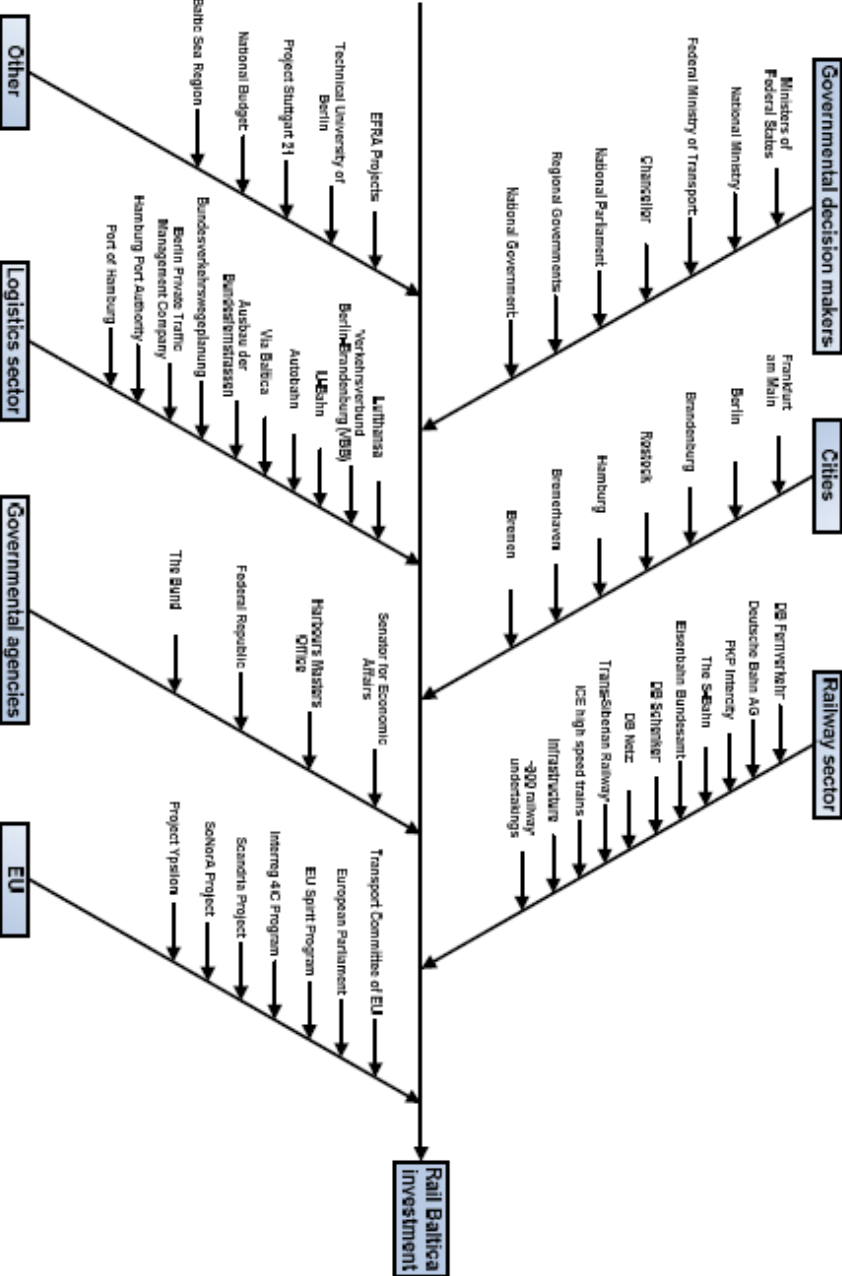 Governmental decision makers
Ministers of
Federal States
National Ministry
Federal Ministry of Transport
Chancellor
National Parliament
Regional Governments
National Government
Cities
Frankfurt
am Main
Berlin
Brandenburg
Rostock
Hamburg
Bremerhaven
Bremen
Railway sector
DB Fernverkehr
Deutsche Bahn AG
PKP Intercity
The S-Bahn
Eisenbahn Bundesamt
DB Schenker
DB Netz
Trans-Siberian Railway
ICE high speed trains
Infrastructure
~300 railway
undertakings
Rail Baltica
investment
EFRA Projects
Technical University of
Berlin
Project Stuttgart 21
National Budget
Baltic Sea Region
Other
Lufthansa
Verkehrsverbund
Berlin-Brandenburg (VBB)
U-Bahn
Autobahn
Via Baltica
Ausbau der
Bundesfernstrassen
Bundesverkehrswegeplanung
Berlin Private Traffic
Management Company
Hamburg Port Authority
Port of Hamburg
Logistics sector
Senator for Economic
Affairs
Harbours Masters
Office
Federal Republic
The Bund
Governmental agencies
Transport Committee of EU
European Parliament
EU Spirit Program
Interreg 4C Program
Scandria Project
SoNorA Project
Project Ypsilon
EU